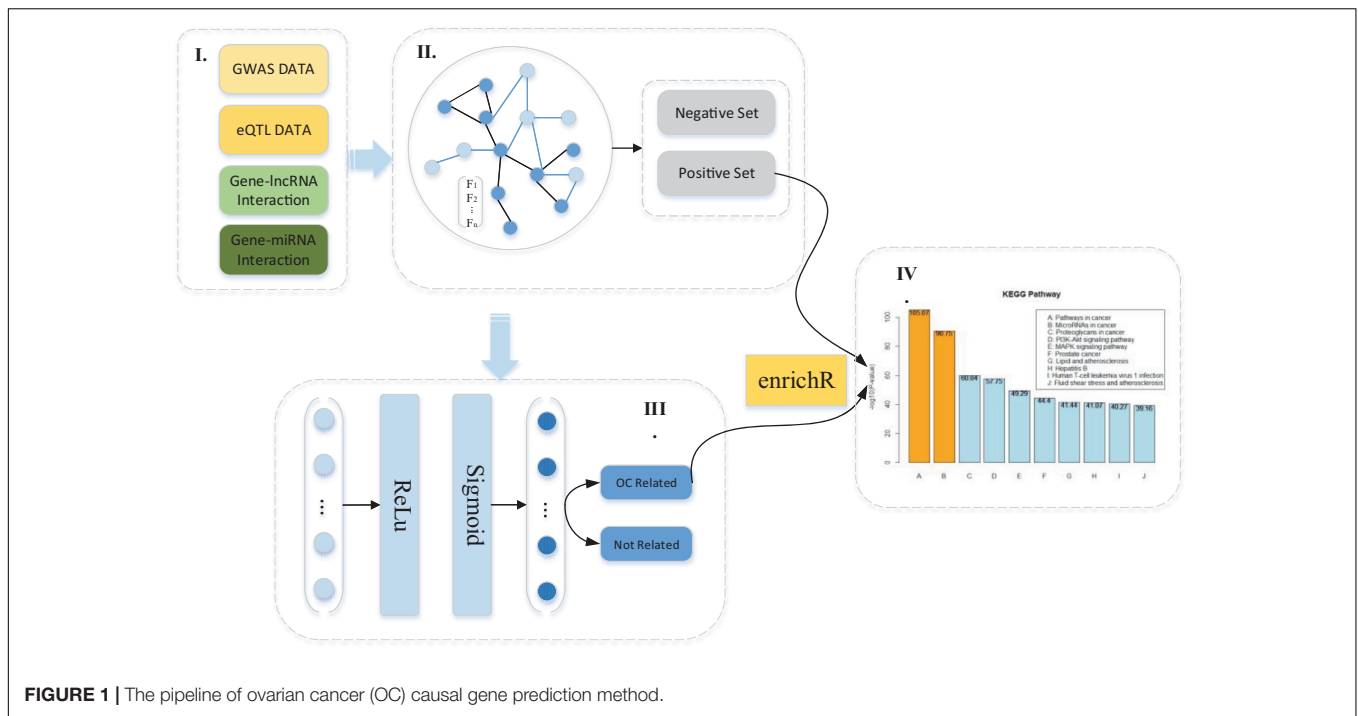 I.
GWAS DATA
eQTL DATA
Gene-lncRNA
Interaction
Gene-miRNA
Interaction
II.
F1
F2
⋮
Fn
Negative Set
Positive Set
III
.
...
ReLu
Sigmoid
...
OC Related
Not Related
enrichR
IV
.
KEGG Pathway
-log10(P-value)
0
20
40
60
80
100
105.07
90.75
60.04
57.75
49.29
44.4
41.44
41.07
40.27
39.16
A
B
C
D
E
F
G
H
I
J
A: Pathways in cancer
B: MicroRNAs in cancer
C: Proteoglycans in cancer
D: PI3K-Akt signaling pathway
E: MAPK signaling pathway
F: Prostate cancer
G: Lipid and atherosclerosis
H: Hepatitis B
I: Human T-cell leukemia virus 1 infection
J: Fluid shear stress and atherosclerosis
FIGURE 1 | The pipeline of ovarian cancer (OC) causal gene prediction method.